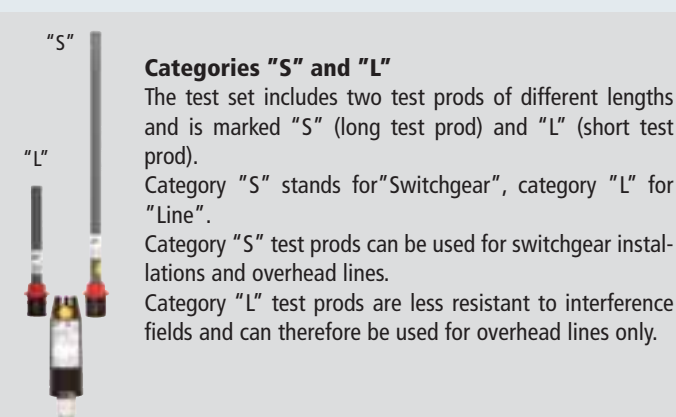 "S"
"L"
Categories "S" and "L"
The test set includes two test prods of different lengths
and is marked "S" (long test prod) and "L" (short test
prod).
Category "S" stands for"Switchgear", category "L" for
"Line".
Category "S" test prods can be used for switchgear instal-
lations and overhead lines.
Category "L" test prods are less resistant to interference
fields and can therefore be used for overhead lines only.